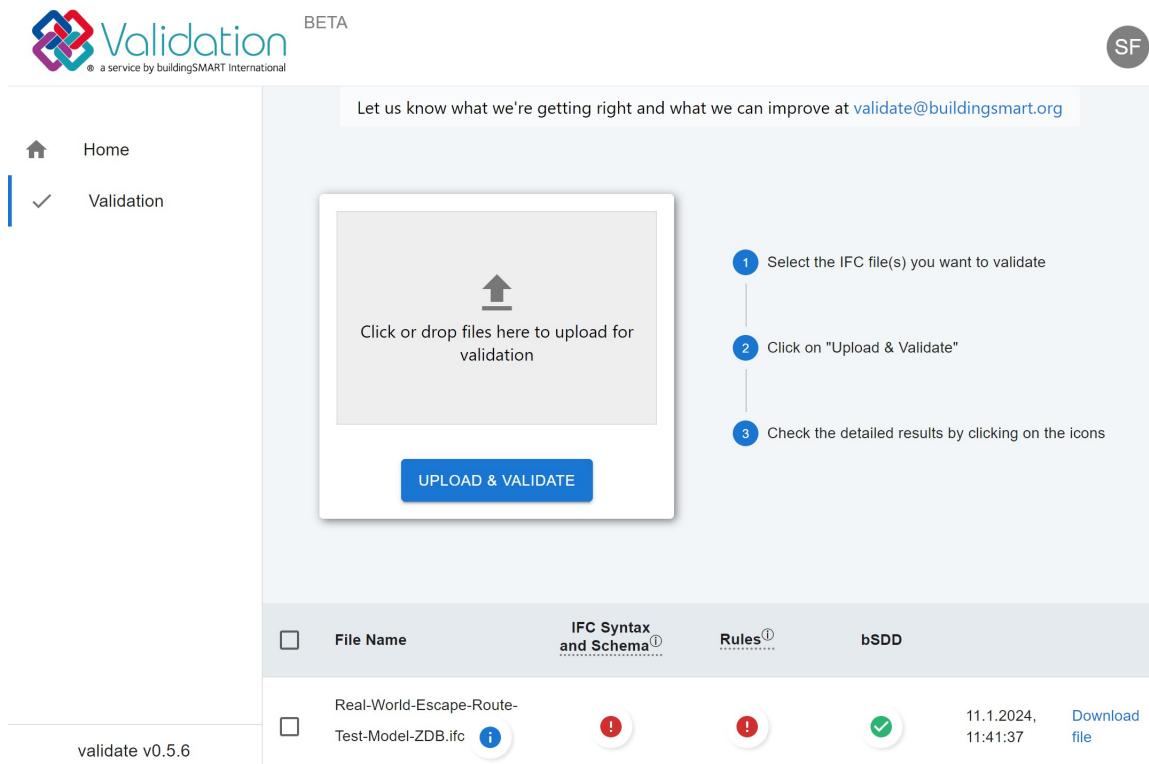 Validation
BETA
® a service by buildingSMART International
SF
Let us know what we're getting right and what we can improve at validate@buildingsmart.org
Home
Validation
Click or drop files here to upload for
validation
UPLOAD & VALIDATE
1 Select the IFC file(s) you want to validate
2 Click on "Upload & Validate"
3 Check the detailed results by clicking on the icons
File Name
IFC Syntax
and Schemaⓘ
Rulesⓘ
bSDD
Real-World-Escape-Route-
Test-Model-ZDB.ifc
11.1.2024,
11:41:37
Download
file
validate v0.5.6